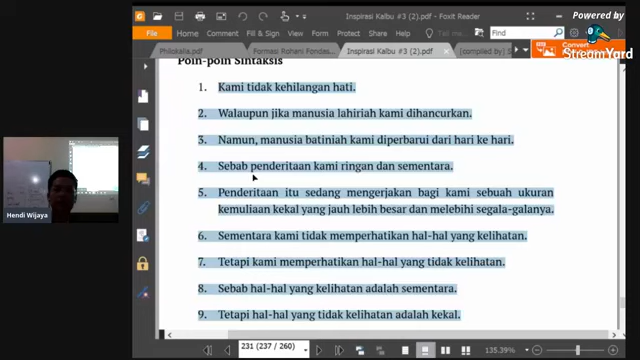 Inspirasi Kalbu #3 (2).pdf - Foxit Reader
Powered by
StreamYard
File Home Comment View Form Protect Share Help Tell me
Philokalia.pdf Formasi Rohani Fondas... Inspirasi Kalbu #3 (2).pdf [compiled by] S
Convert
Poin-poin Sintaksis
1. Kami tidak kehilangan hati.
2. Walaupun jika manusia lahiriah kami dihancurkan.
3. Namun, manusia batiniah kami diperbarui dari hari ke hari.
4. Sebab penderitaan kami ringan dan sementara.
5. Penderitaan itu sedang mengerjakan bagi kami sebuah ukuran
kemuliaan kekal yang jauh lebih besar dan melebihi segala-galanya.
6. Sementara kami tidak memperhatikan hal-hal yang kelihatan.
7. Tetapi kami memperhatikan hal-hal yang tidak kelihatan.
8. Sebab hal-hal yang kelihatan adalah sementara.
9. Tetapi hal-hal yang tidak kelihatan adalah kekal.
Hendi Wijaya
231 (237 / 260)
135.39%